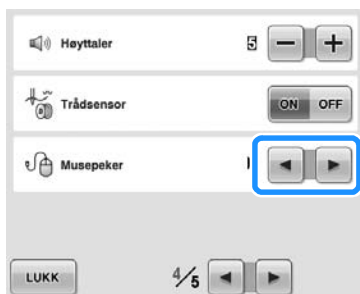 Høyttaler 5 − +
Trådsensor ON OFF
Musepeker
LUKK 4/5